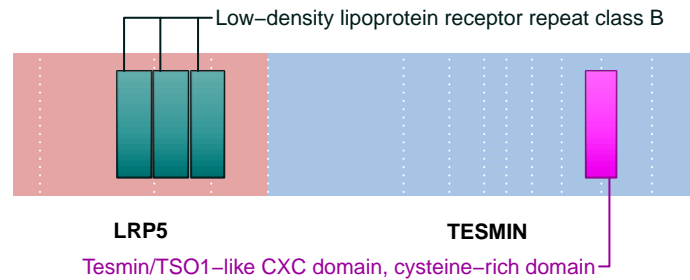 Low−density lipoprotein receptor repeat class B
LRP5
TESMIN
Tesmin/TSO1−like CXC domain, cysteine−rich domain